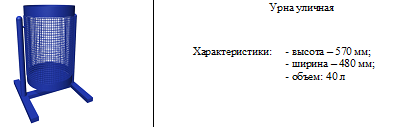 Урна уличная
Характеристики: - высота – 570 мм;
- ширина – 480 мм;
- объем: 40 л